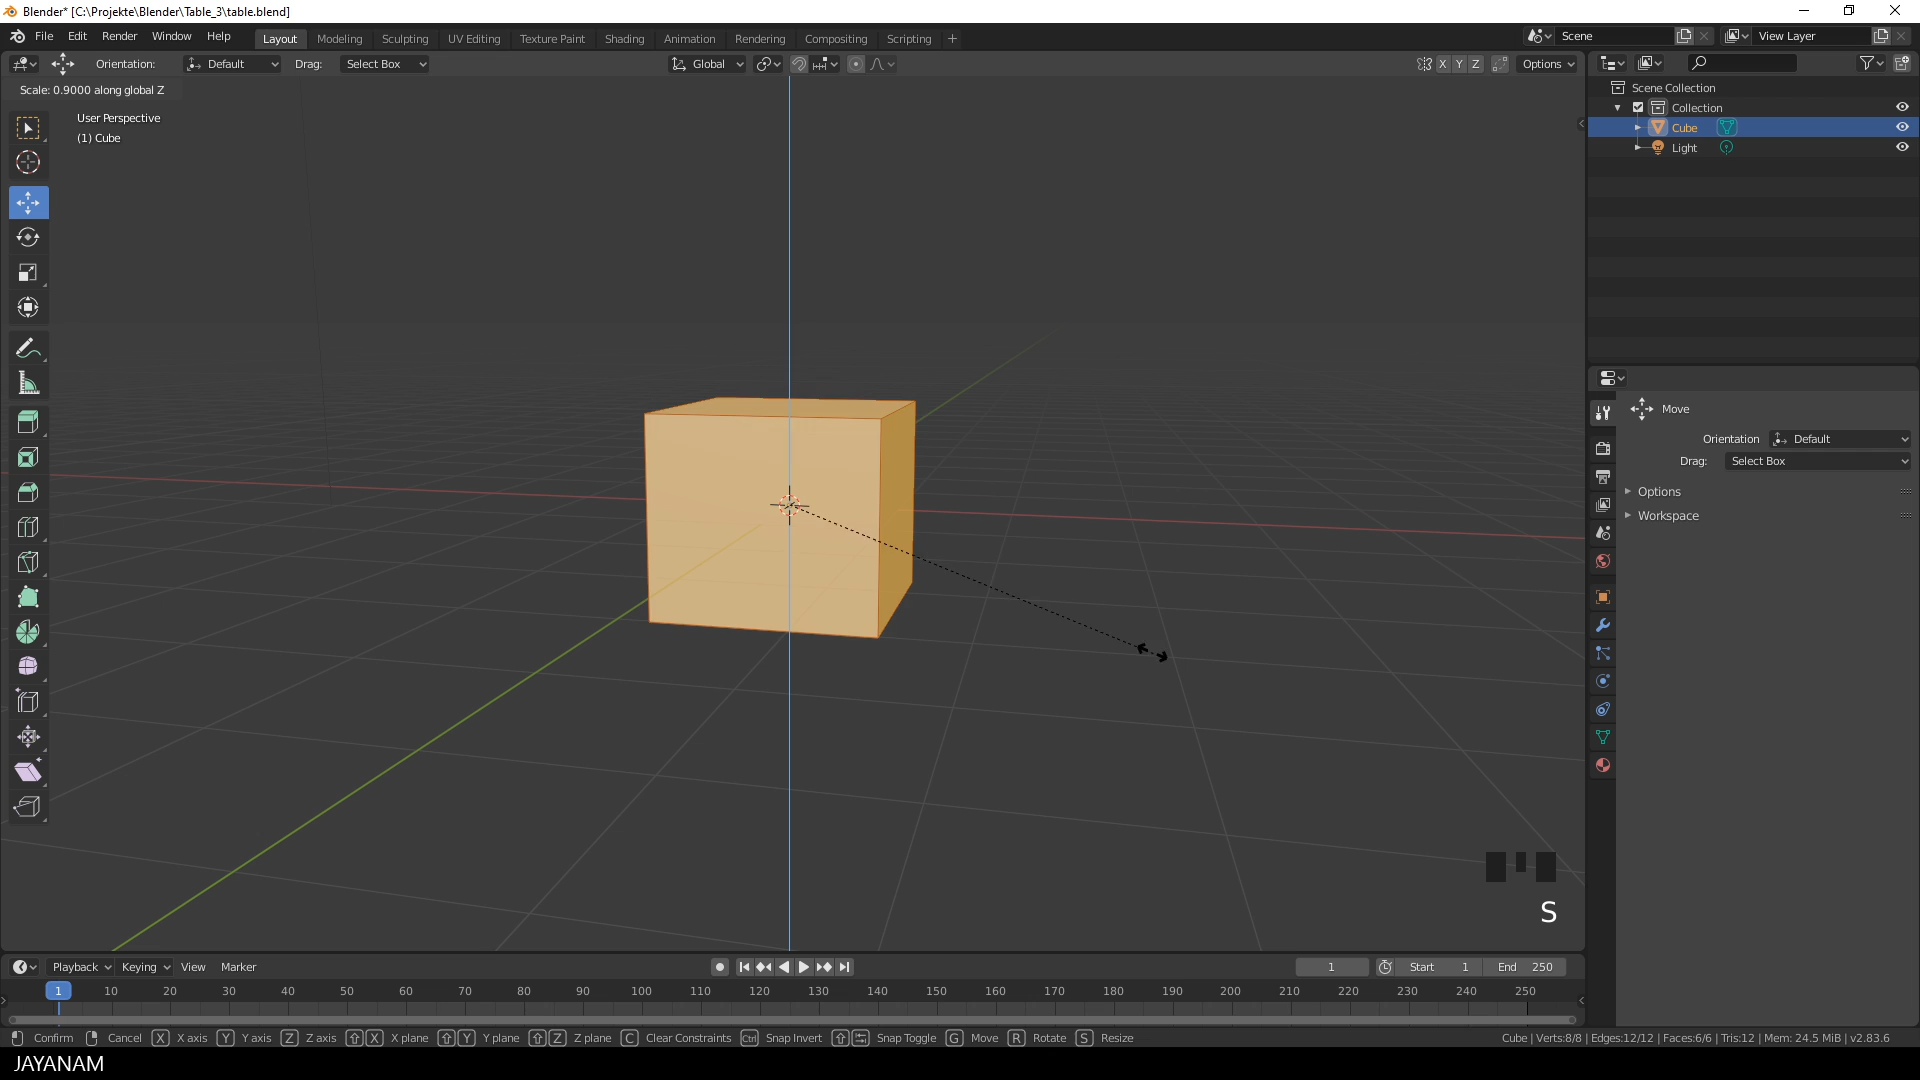 Blender* [C:\Projekte\Blender\Table_3\table.blend]
File Edit Render Window Help Layout Modeling Sculpting UV Editing Texture Paint Shading Animation Rendering Compositing Scripting + Scene View Layer
Orientation: Default Drag: Select Box Global X Y Z Options
Scale: 0.9000 along global Z
User Perspective
(1) Cube
Scene Collection
Collection
Cube
Light
Move
Orientation Default
Drag: Select Box
Options
Workspace
S
Playback Keying View Marker 1 Start 1 End 250
1 10 20 30 40 50 60 70 80 90 100 110 120 130 140 150 160 170 180 190 200 210 220 230 240 250
Confirm Cancel X X axis Y Y axis Z Z axis X X plane Y Y plane Z Z plane C Clear Constraints Ctrl Snap Invert Snap Toggle G Move R Rotate S Resize Cube | Verts:8/8 | Edges:12/12 | Faces:6/6 | Tris:12 | Mem: 24.5 MiB | v2.83.6
JAYANAM